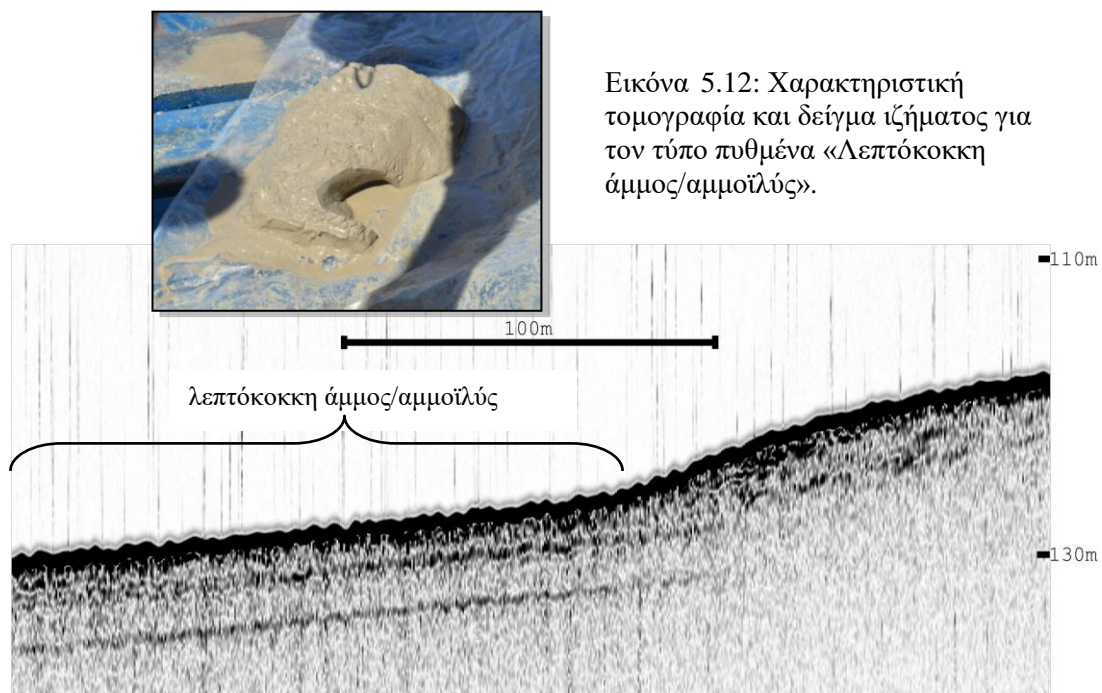 Εικόνα 5.12: Χαρακτηριστική
τομογραφία και δείγμα ιζήματος για
τον τύπο πυθμένα «Λεπτόκοκκη
άμμος/αμμοϊλύς».
110m
100m
λεπτόκοκκη άμμος/αμμοϊλύς
130m